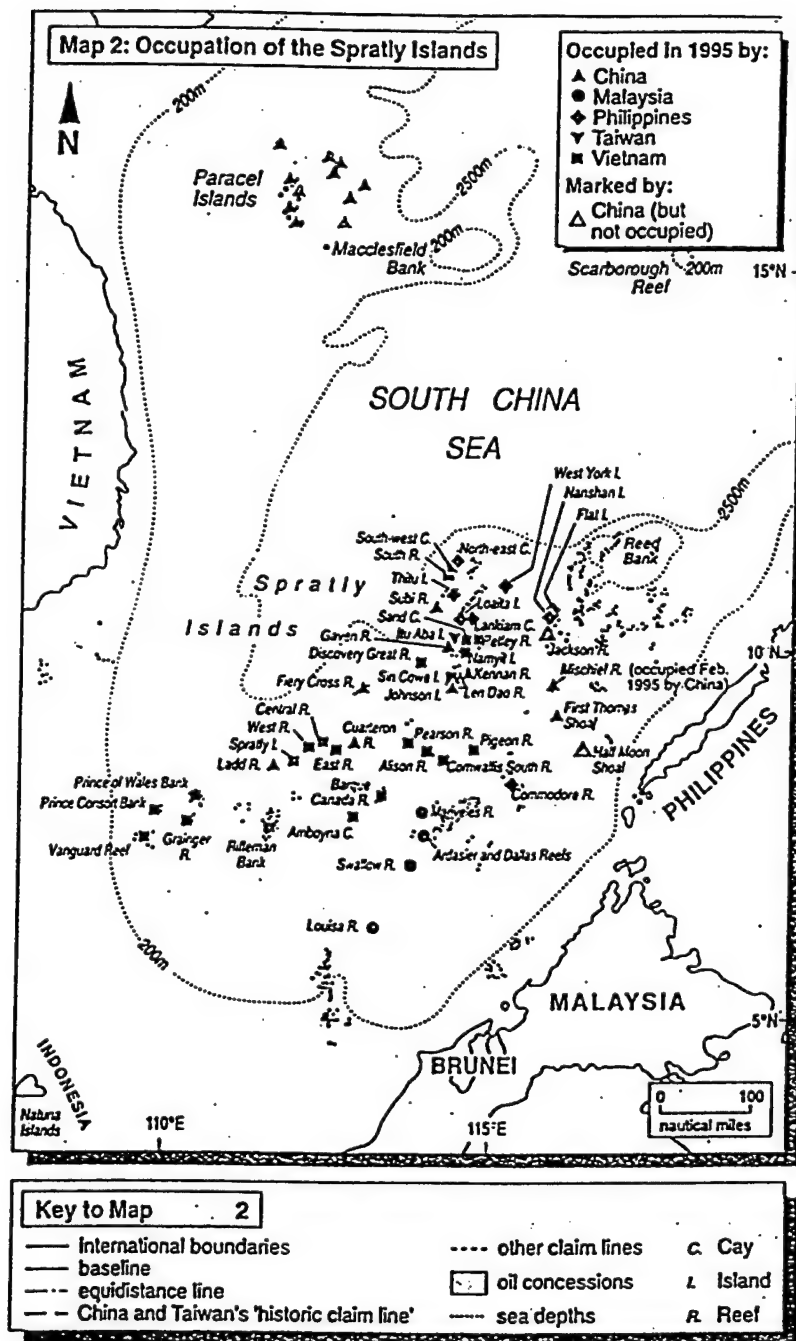 Map 2: Occupation of the Spratly Islands
Occupied in 1995 by:
China
Malaysia
Philippines
Taiwan
Vietnam
Marked by:
China (but
not occupied)
N
200m
2500m
Paracel
Islands
200m
Macclesfield
Bank
Scarborough
Reef
200m
15°N
VIETNAM
SOUTH CHINA
SEA
West York I.
Nanshan I.
Flat I.
2500m
South-west C.
North-east C.
South R.
Reed
Bank
Thitu I.
Spratly
Islands
Subi R.
Loaita I.
Sand C.
Lankiam C.
Itu Aba I.
Petley R.
Gaven R.
Jackson R.
10°N
Discovery Great R.
Namyit I.
Mischief R. (occupied Feb.
1995 by China)
Sin Cowe I.
Kennan R.
Fiery Cross R.
Johnson I.
Len Dao R.
First Thomas
Shoal
Central R.
West R.
Cuarteron
R.
Pearson R.
Pigeon R.
Half Moon
Shoal
Spratly I.
Ladd R.
East R.
Alison R.
Cornwallis South R.
PHILIPPINES
Prince of Wales Bank
Barque
Canada R.
Commodore R.
Prince Consort Bank
Mariveles R.
Vanguard Reef
Grainger
R.
Rifleman
Bank
Amboyna C.
Ardasier and Dallas Reefs
Swallow R.
Louisa R.
200m
MALAYSIA
5°N
BRUNEI
INDONESIA
Natuna
Islands
110°E
115°E
0 100
nautical miles
Key to Map 2
international boundaries
baseline
equidistance line
China and Taiwan's 'historic claim line'
other claim lines
oil concessions
sea depths
C. Cay
I. Island
R. Reef